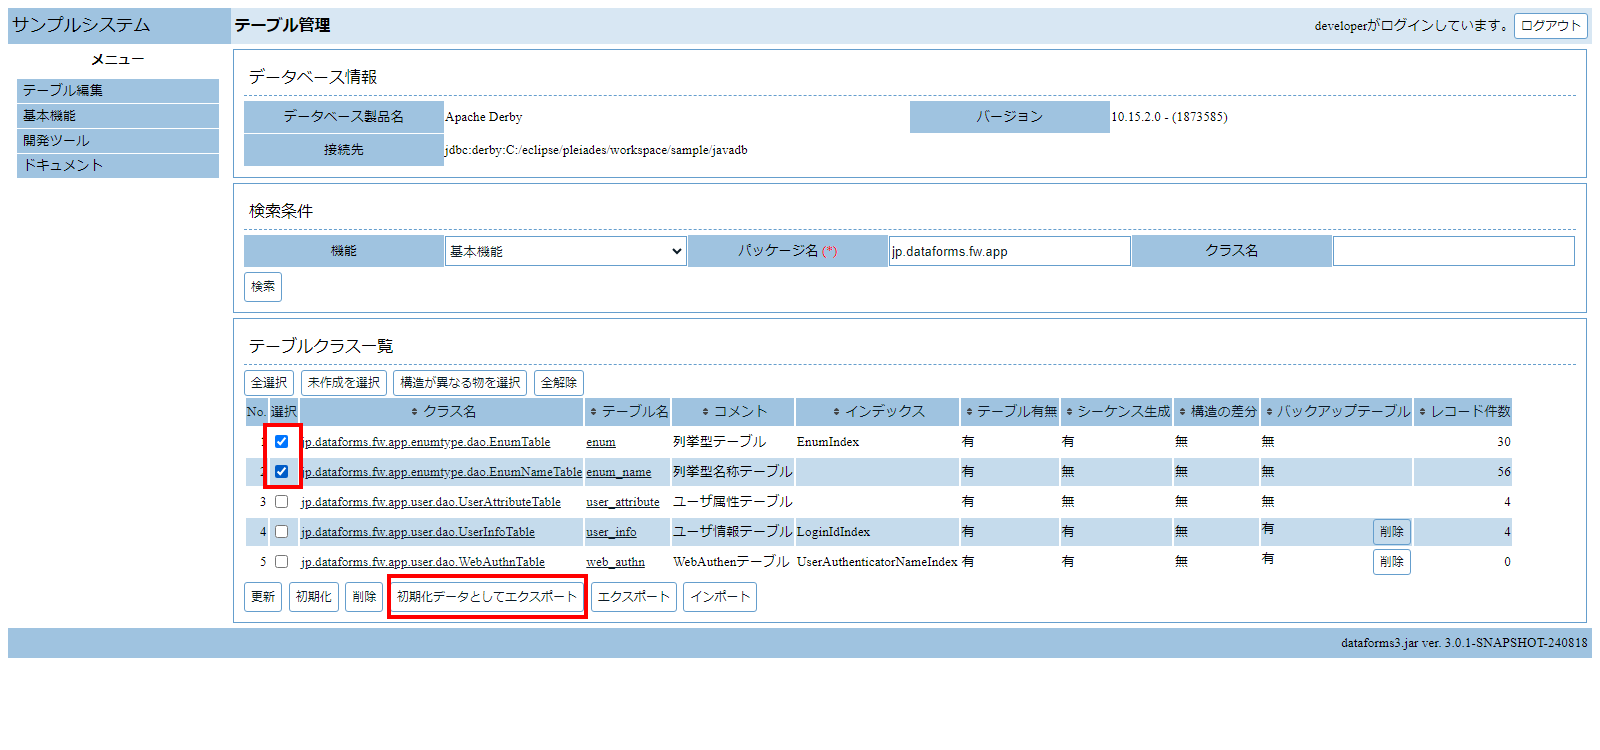 サンプルシステム
テーブル管理
developerがログインしています。 ログアウト
メニュー
テーブル編集
基本機能
開発ツール
ドキュメント
データベース情報
データベース製品名 Apache Derby バージョン 10.15.2.0 - (1873585)
接続先 jdbc:derby:C:/eclipse/pleiades/workspace/sample/javadb
検索条件
機能 基本機能 パッケージ名 (*) jp.dataforms.fw.app クラス名
検索
テーブルクラス一覧
全選択 未作成を選択 構造が異なる物を選択 全解除
No. 選択 クラス名 テーブル名 コメント インデックス テーブル有無 シーケンス生成 構造の差分 バックアップテーブル レコード件数
1 jp.dataforms.fw.app.enumtype.dao.EnumTable enum 列挙型テーブル EnumIndex 有 有 無 無 30
2 jp.dataforms.fw.app.enumtype.dao.EnumNameTable enum_name 列挙型名称テーブル 有 無 無 無 56
3 jp.dataforms.fw.app.user.dao.UserAttributeTable user_attribute ユーザ属性テーブル 有 無 無 無 4
4 jp.dataforms.fw.app.user.dao.UserInfoTable user_info ユーザ情報テーブル LoginIdIndex 有 有 無 有 削除 4
5 jp.dataforms.fw.app.user.dao.WebAuthnTable web_authn WebAuthenテーブル UserAuthenticatorNameIndex 有 有 無 有 削除 0
更新 初期化 削除 初期化データとしてエクスポート エクスポート インポート
dataforms3.jar ver. 3.0.1-SNAPSHOT-240818